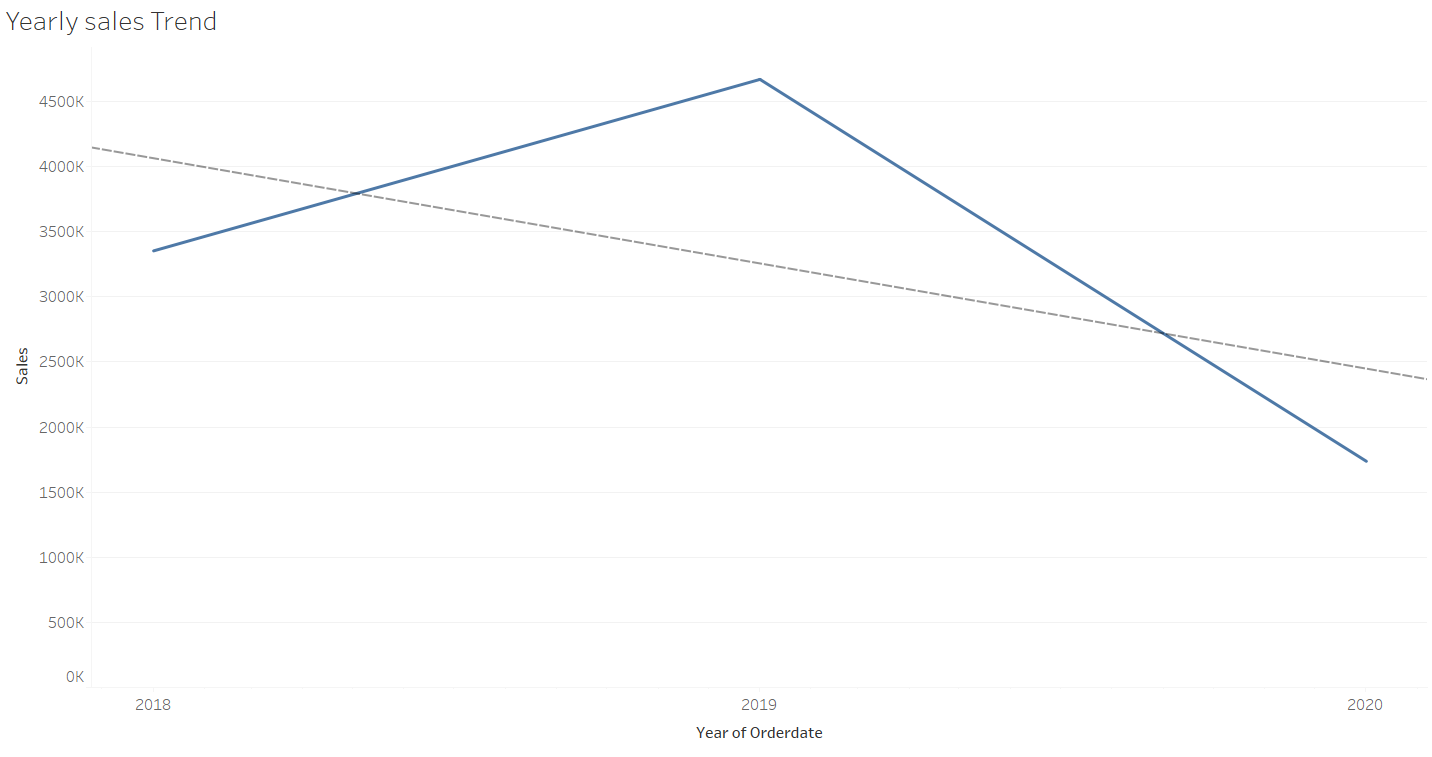 Yearly sales Trend
4500K
4000K
3500K
3000K
2500K
2000K
1500K
1000K
500K
0K
Sales
2018 2019 2020
Year of Orderdate